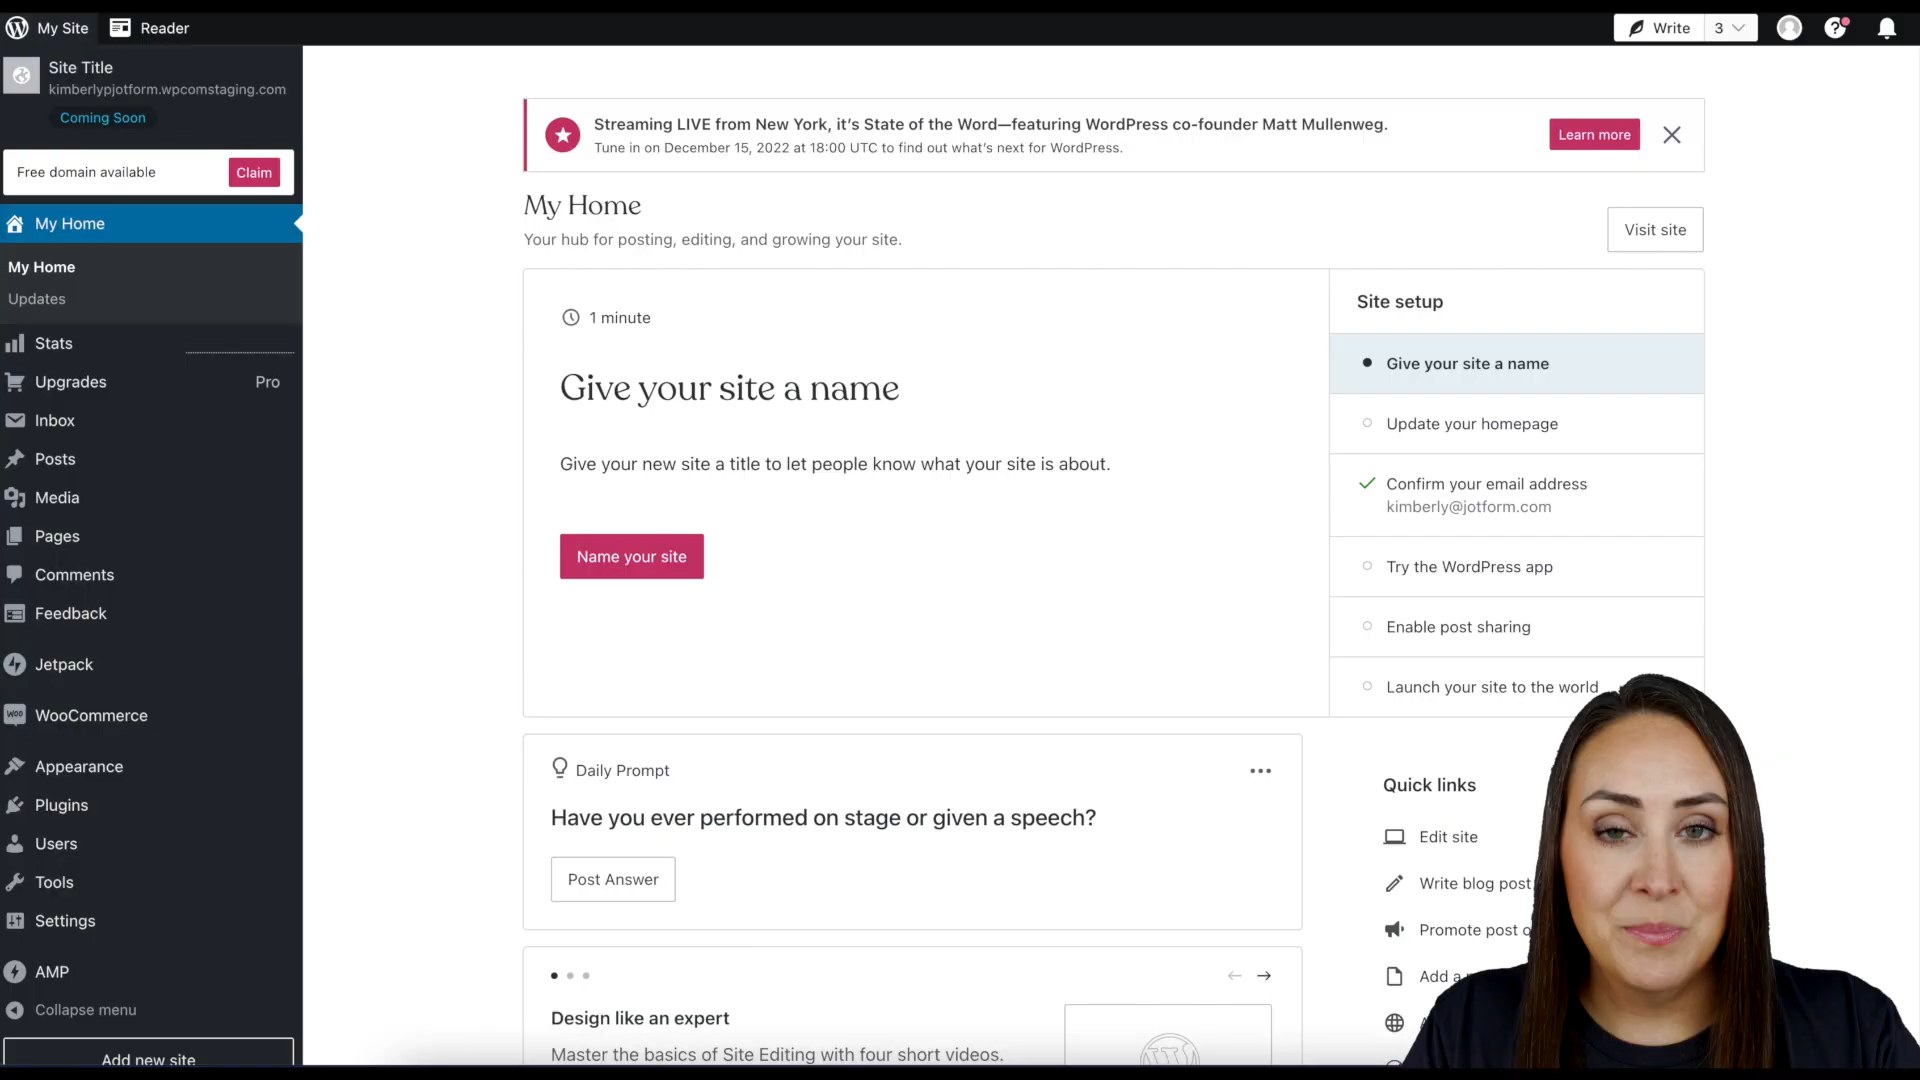 My Site
Reader
Write
3
Site Title
kimberlypjotform.wpcomstaging.com
Coming Soon
Free domain available
Claim
My Home
My Home
Updates
Stats
Upgrades
Pro
Inbox
Posts
Media
Pages
Comments
Feedback
Jetpack
WooCommerce
Appearance
Plugins
Users
Tools
Settings
AMP
Collapse menu
Add new site
Streaming LIVE from New York, it's State of the Word—featuring WordPress co-founder Matt Mullenweg.
Tune in on December 15, 2022 at 18:00 UTC to find out what's next for WordPress.
Learn more
My Home
Your hub for posting, editing, and growing your site.
Visit site
1 minute
Give your site a name
Give your new site a title to let people know what your site is about.
Name your site
Site setup
Give your site a name
Update your homepage
Confirm your email address
kimberly@jotform.com
Try the WordPress app
Enable post sharing
Launch your site to the world
Daily Prompt
Have you ever performed on stage or given a speech?
Post Answer
Design like an expert
Master the basics of Site Editing with four short videos.
Quick links
Edit site
Write blog post
Promote post
Add a